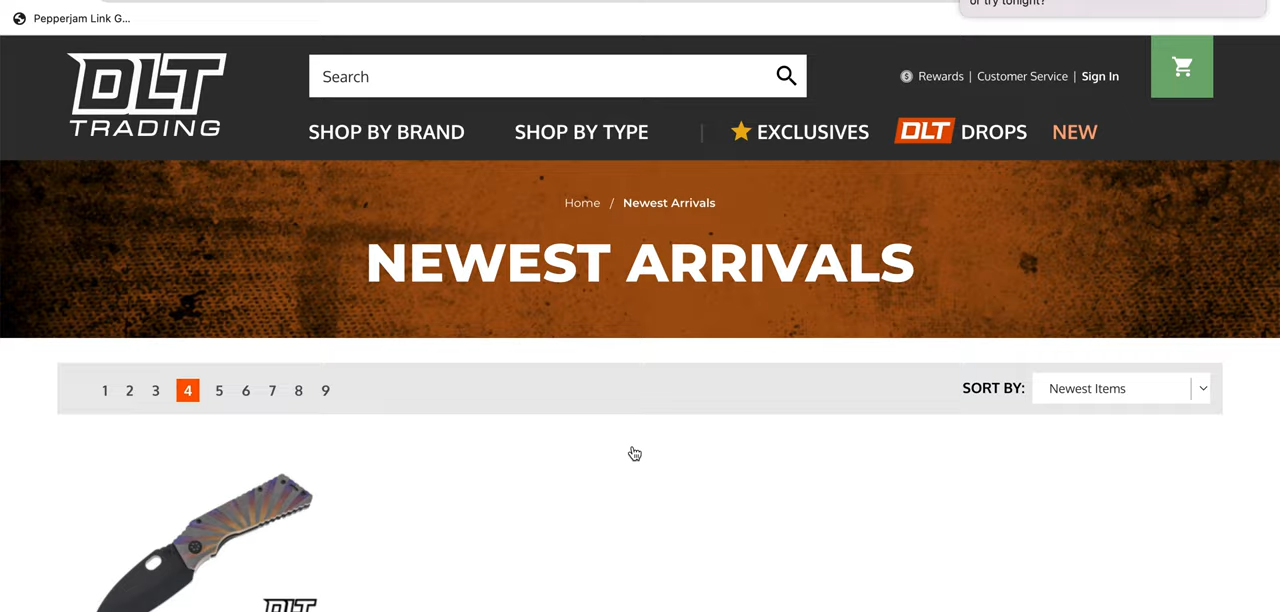 or try tonight?
Pepperjam Link G...
DLT
TRADING
Search
Rewards | Customer Service | Sign In
SHOP BY BRAND SHOP BY TYPE | EXCLUSIVES DLT DROPS NEW
Home / Newest Arrivals
NEWEST ARRIVALS
1 2 3 4 5 6 7 8 9 SORT BY: Newest Items
DLT